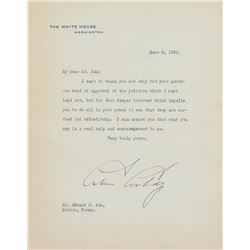 THE WHITE HOUSE
WASHINGTON
June 2, 1924.
My dear Mr. Bok:
I want to thank you not only for your gener-
ous word of approval of the policies which I have
laid out, but for that deeper interest which impells
you to do all in your power to see that they are car-
ried out effectively. I can assure you that what you
say is a real help and encouragement to me.
Very truly yours,
Calvin Coolidge
Mr. Edward W. Bok,
Merion, Penna.